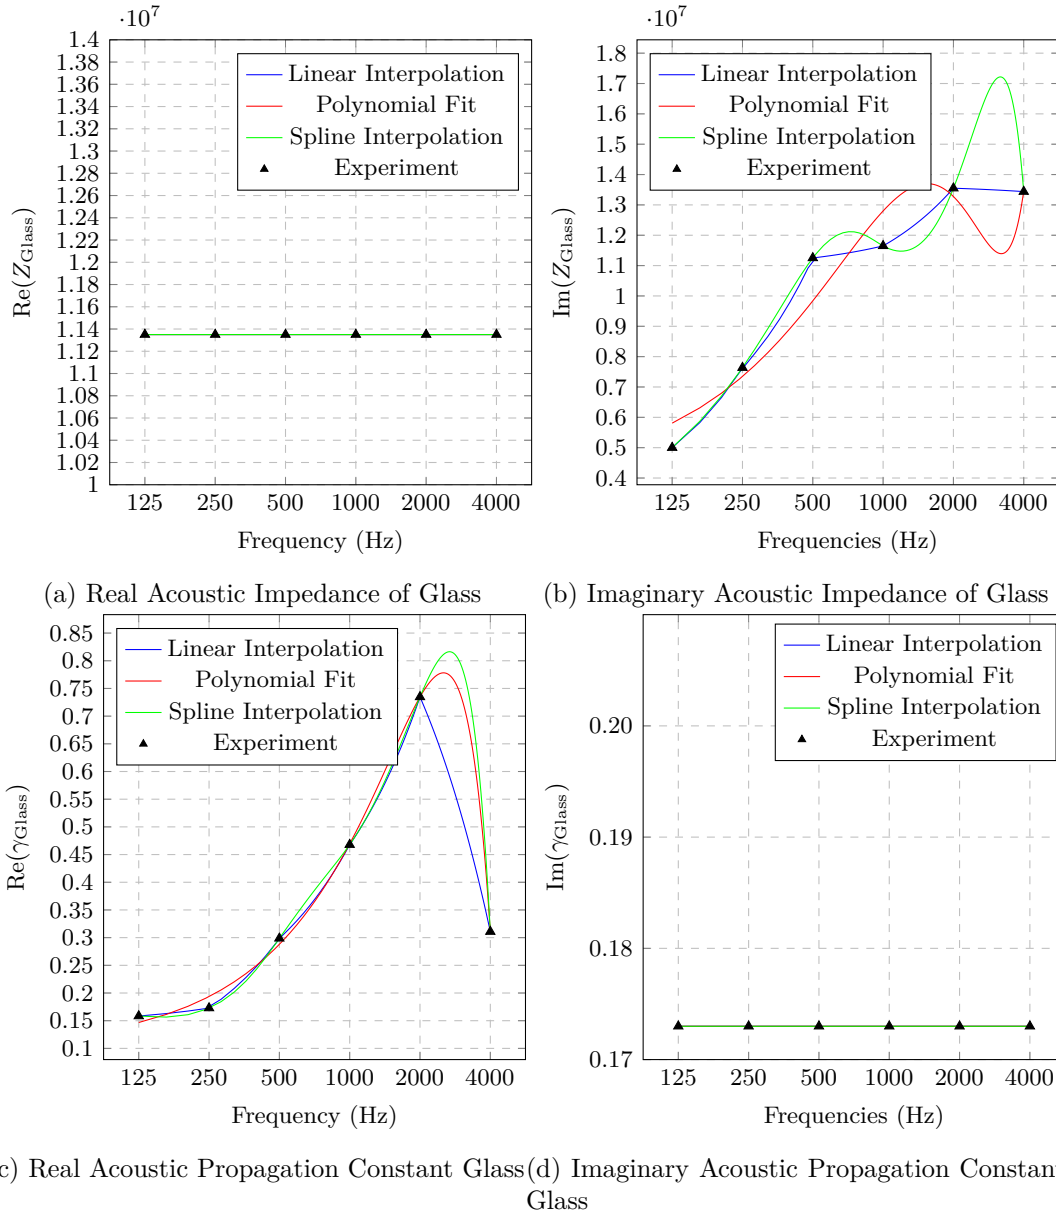 ·10⁷
1.4
1.38
1.36
1.34
1.32
1.3
1.28
1.26
1.24
1.22
1.2
1.18
1.16
1.14
1.12
1.1
1.08
1.06
1.04
1.02
1
Re(Z_Glass)
Linear Interpolation
Polynomial Fit
Spline Interpolation
Experiment
125 250 500 1000 2000 4000
Frequency (Hz)
(a) Real Acoustic Impedance of Glass
·10⁷
1.8
1.7
1.6
1.5
1.4
1.3
1.2
1.1
1
0.9
0.8
0.7
0.6
0.5
0.4
Im(Z_Glass)
Linear Interpolation
Polynomial Fit
Spline Interpolation
Experiment
125 250 500 1000 2000 4000
Frequencies (Hz)
(b) Imaginary Acoustic Impedance of Glass
0.85
0.8
0.75
0.7
0.65
0.6
0.55
0.5
0.45
0.4
0.35
0.3
0.25
0.2
0.15
0.1
Re(γ_Glass)
Linear Interpolation
Polynomial Fit
Spline Interpolation
Experiment
125 250 500 1000 2000 4000
Frequency (Hz)
c) Real Acoustic Propagation Constant Glass
0.20
0.19
0.18
0.17
Im(γ_Glass)
Linear Interpolation
Polynomial Fit
Spline Interpolation
Experiment
125 250 500 1000 2000 4000
Frequencies (Hz)
(d) Imaginary Acoustic Propagation Constan
Glass